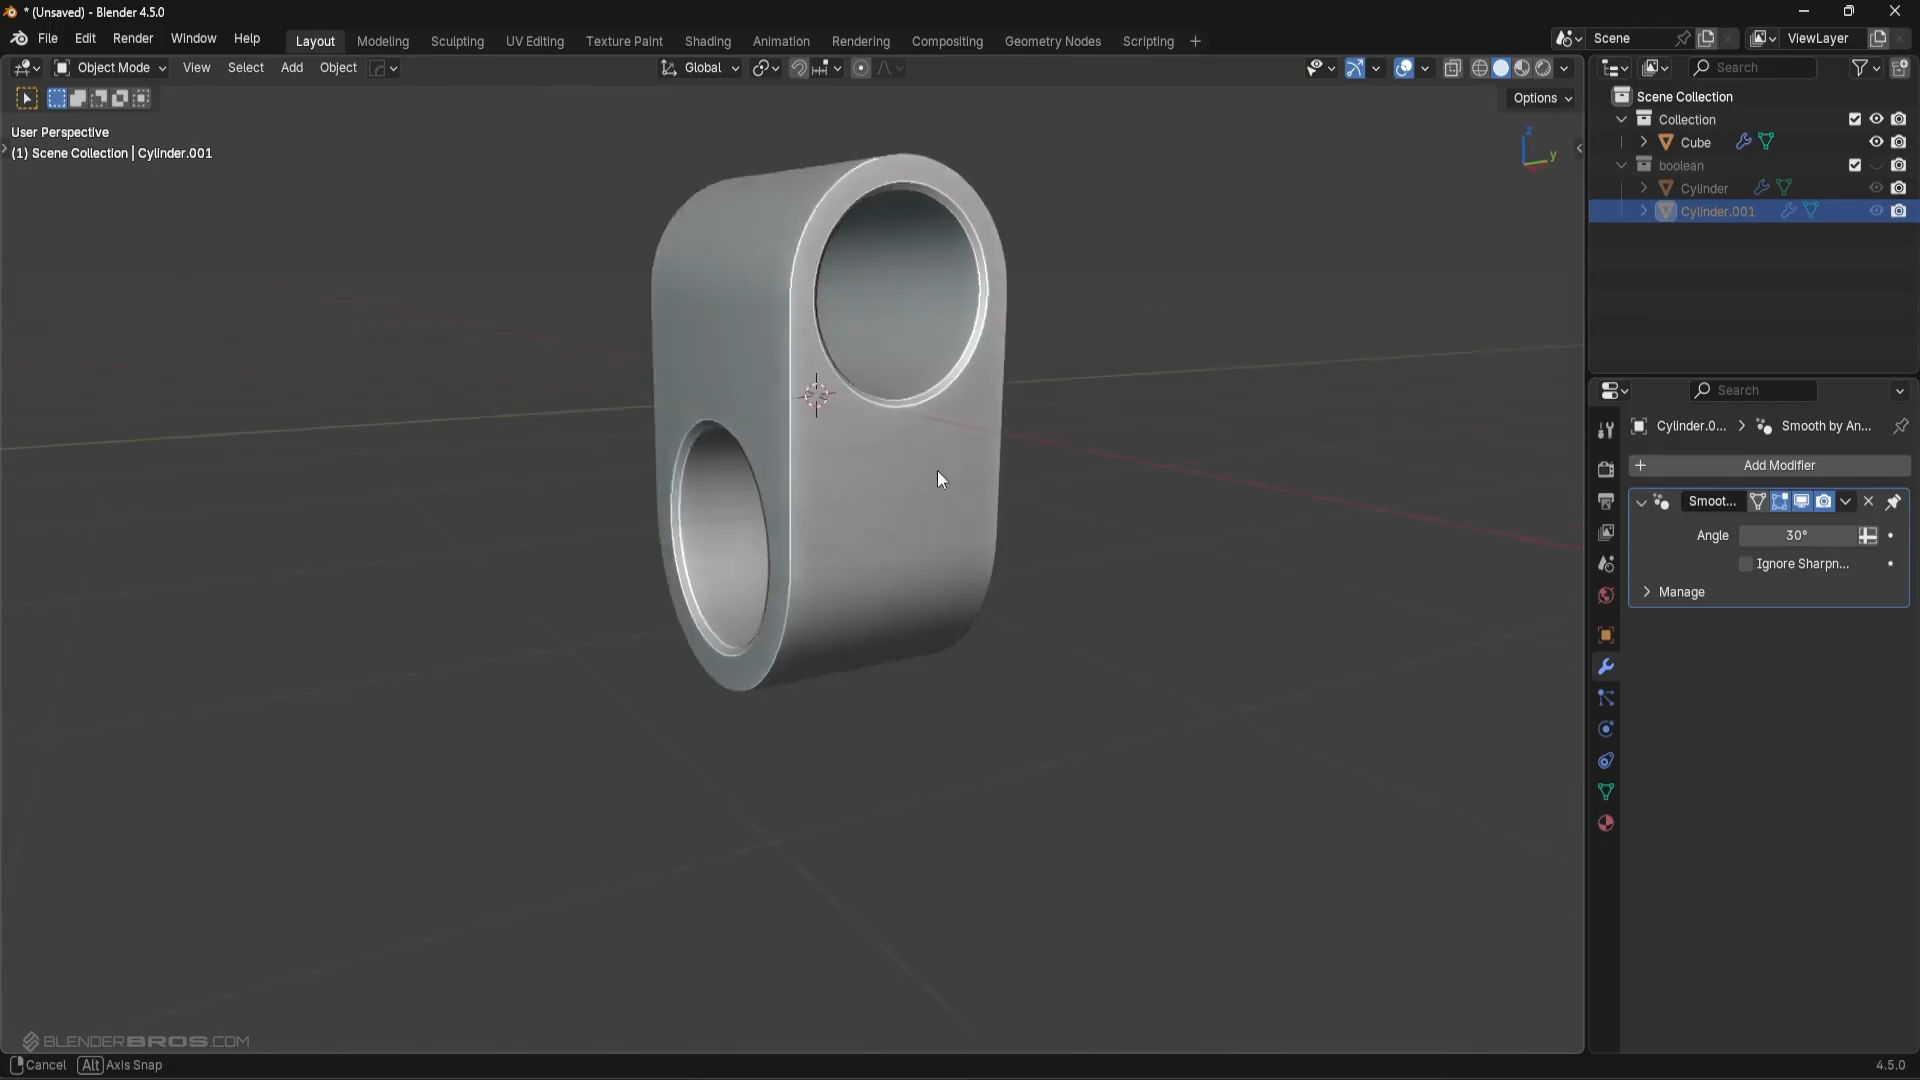 * (Unsaved) - Blender 4.5.0
File Edit Render Window Help
Layout Modeling Sculpting UV Editing Texture Paint Shading Animation Rendering Compositing Geometry Nodes Scripting +
Scene
ViewLayer
Object Mode View Select Add Object
Global
Search
Options
User Perspective
(1) Scene Collection | Cylinder.001
z
y
Scene Collection
Collection
Cube
boolean
Cylinder
Cylinder.001
Search
Cylinder.0... > Smooth by An...
+ Add Modifier
Smoot...
Angle 30°
Ignore Sharpn...
Manage
BLENDERBROS.COM
Cancel Alt Axis Snap
4.5.0